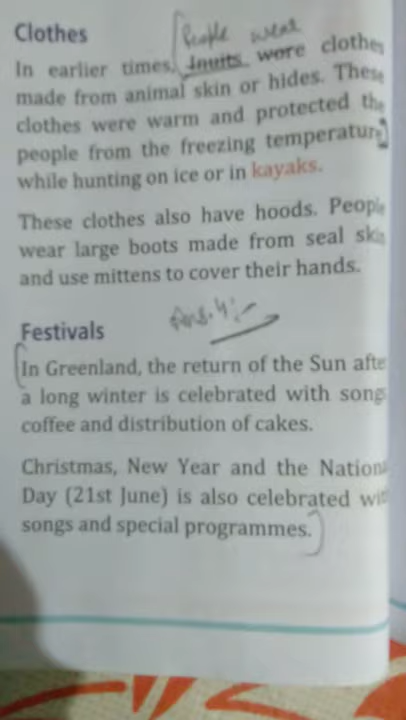 Clothes
People wear
In earlier times, Inuits wore clothes
made from animal skin or hides. These
clothes were warm and protected the
people from the freezing temperature
while hunting on ice or in kayaks.
These clothes also have hoods. People
wear large boots made from seal skin
and use mittens to cover their hands.
Ans.4:-
Festivals
In Greenland, the return of the Sun after
a long winter is celebrated with song
coffee and distribution of cakes.
Christmas, New Year and the Nation
Day (21st June) is also celebrated wi
songs and special programmes.